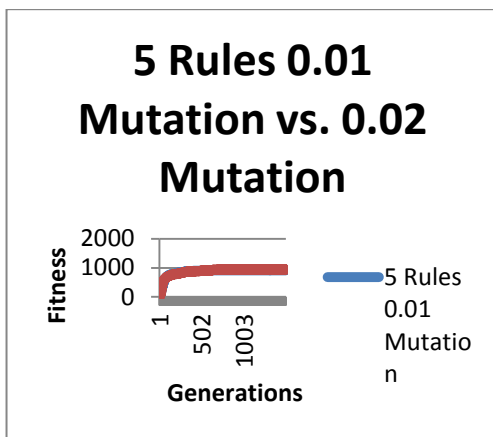 5 Rules 0.01
Mutation vs. 0.02
Mutation
Fitness
2000
1000
0
1
502
1003
Generations
5 Rules
0.01
Mutatio
n